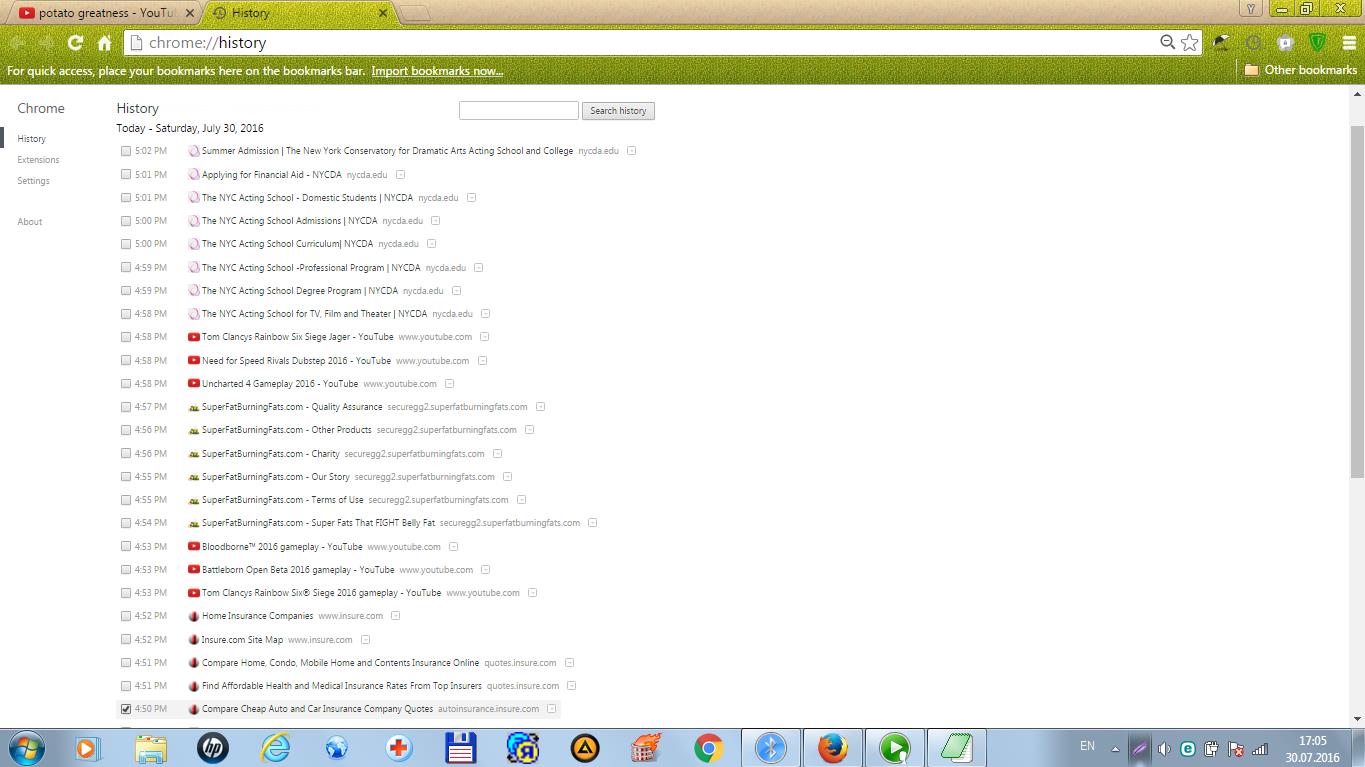 potato greatness - YouTu
History
chrome://history
For quick access, place your bookmarks here on the bookmarks bar. Import bookmarks now...
Other bookmarks
Chrome
History
Extensions
Settings
About
History
Search history
Today - Saturday, July 30, 2016
5:02 PM Summer Admission | The New York Conservatory for Dramatic Arts Acting School and College nycda.edu
5:01 PM Applying for Financial Aid - NYCDA nycda.edu
5:01 PM The NYC Acting School - Domestic Students | NYCDA nycda.edu
5:00 PM The NYC Acting School Admissions | NYCDA nycda.edu
5:00 PM The NYC Acting School Curriculum| NYCDA nycda.edu
4:59 PM The NYC Acting School -Professional Program | NYCDA nycda.edu
4:59 PM The NYC Acting School Degree Program | NYCDA nycda.edu
4:58 PM The NYC Acting School for TV, Film and Theater | NYCDA nycda.edu
4:58 PM Tom Clancys Rainbow Six Siege Jager - YouTube www.youtube.com
4:58 PM Need for Speed Rivals Dubstep 2016 - YouTube www.youtube.com
4:58 PM Uncharted 4 Gameplay 2016 - YouTube www.youtube.com
4:57 PM SuperFatBurningFats.com - Quality Assurance securegg2.superfatburningfats.com
4:56 PM SuperFatBurningFats.com - Other Products securegg2.superfatburningfats.com
4:56 PM SuperFatBurningFats.com - Charity securegg2.superfatburningfats.com
4:55 PM SuperFatBurningFats.com - Our Story securegg2.superfatburningfats.com
4:55 PM SuperFatBurningFats.com - Terms of Use securegg2.superfatburningfats.com
4:54 PM SuperFatBurningFats.com - Super Fats That FIGHT Belly Fat securegg2.superfatburningfats.com
4:53 PM Bloodborne™ 2016 gameplay - YouTube www.youtube.com
4:53 PM Battleborn Open Beta 2016 gameplay - YouTube www.youtube.com
4:53 PM Tom Clancys Rainbow Six® Siege 2016 gameplay - YouTube www.youtube.com
4:52 PM Home Insurance Companies www.insure.com
4:52 PM Insure.com Site Map www.insure.com
4:51 PM Compare Home, Condo, Mobile Home and Contents Insurance Online quotes.insure.com
4:51 PM Find Affordable Health and Medical Insurance Rates From Top Insurers quotes.insure.com
4:50 PM Compare Cheap Auto and Car Insurance Company Quotes autoinsurance.insure.com
hp
EN
17:05
30.07.2016